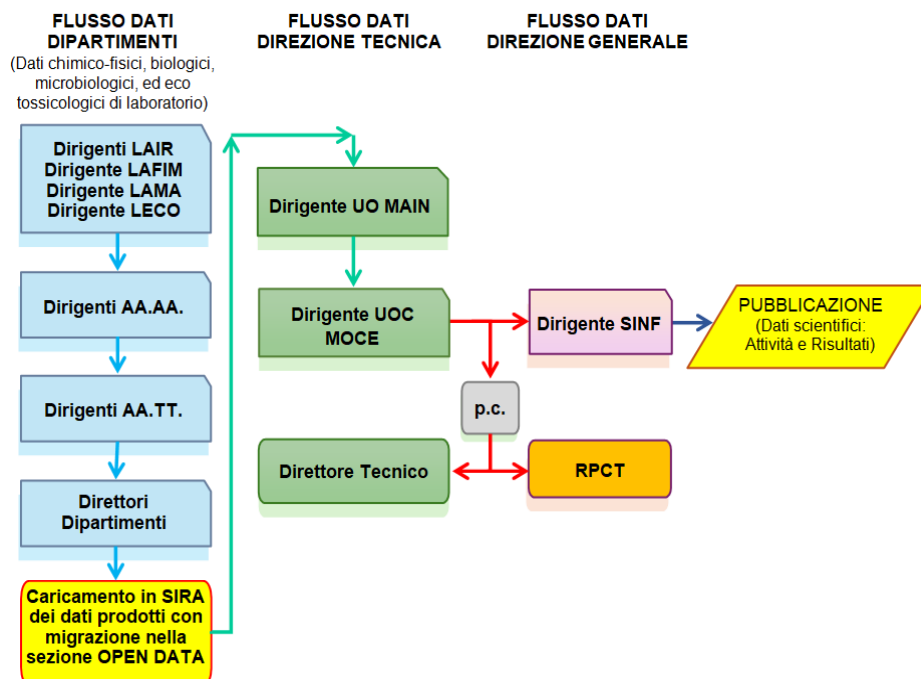 FLUSSO DATI
DIPARTIMENTI
(Dati chimico-fisici, biologici,
microbiologici, ed eco
tossicologici di laboratorio)
Dirigenti LAIR
Dirigente LAFIM
Dirigente LAMA
Dirigente LECO
Dirigenti AA.AA.
Dirigenti AA.TT.
Direttori
Dipartimenti
Caricamento in SIRA
dei dati prodotti con
migrazione nella
sezione OPEN DATA
FLUSSO DATI
DIREZIONE TECNICA
Dirigente UO MAIN
Dirigente UOC
MOCE
p.c.
Direttore Tecnico
FLUSSO DATI
DIREZIONE GENERALE
Dirigente SINF
RPCT
PUBBLICAZIONE
(Dati scientifici:
Attività e Risultati)